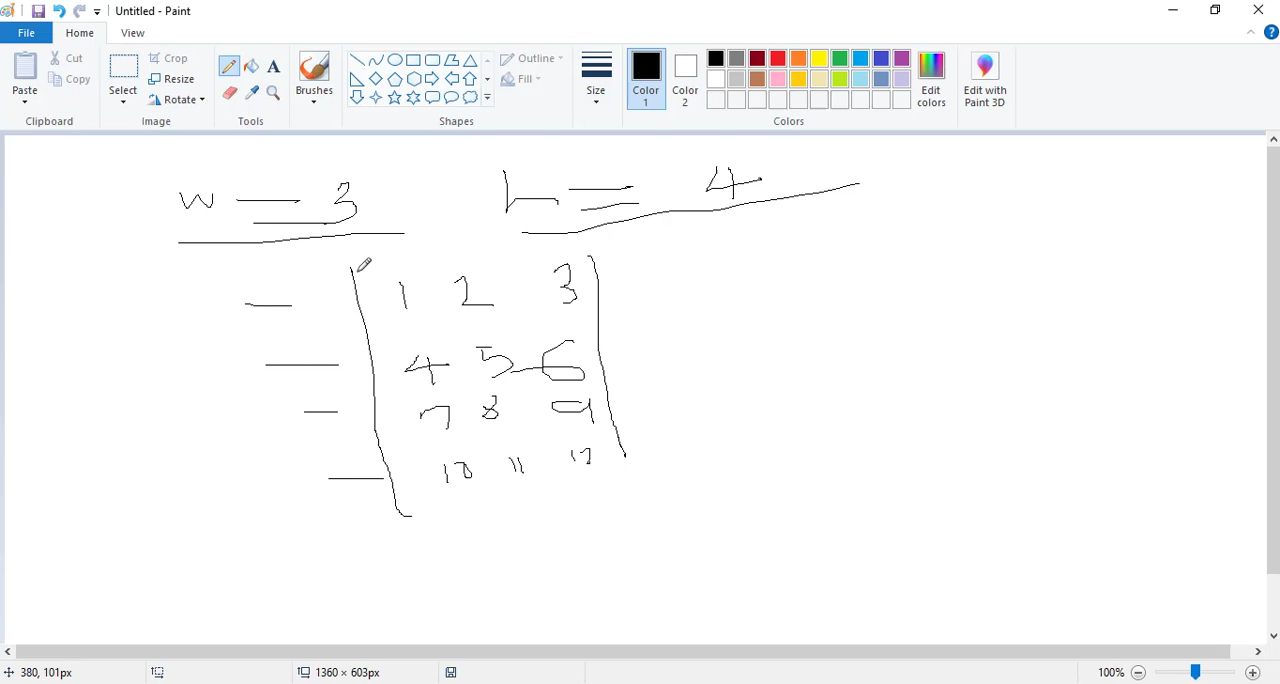 Untitled - Paint
File Home View
Paste
Cut
Copy
Clipboard
Select
Crop
Resize
Rotate
Image
A
Tools
Brushes
Outline
Fill
Shapes
Size
Color 1
Color 2
Edit colors
Colors
Edit with Paint 3D
w = 3 h = 4
1 2 3
4 5 6
7 8 9
10 11 12
380, 101px 1360 × 603px 100%